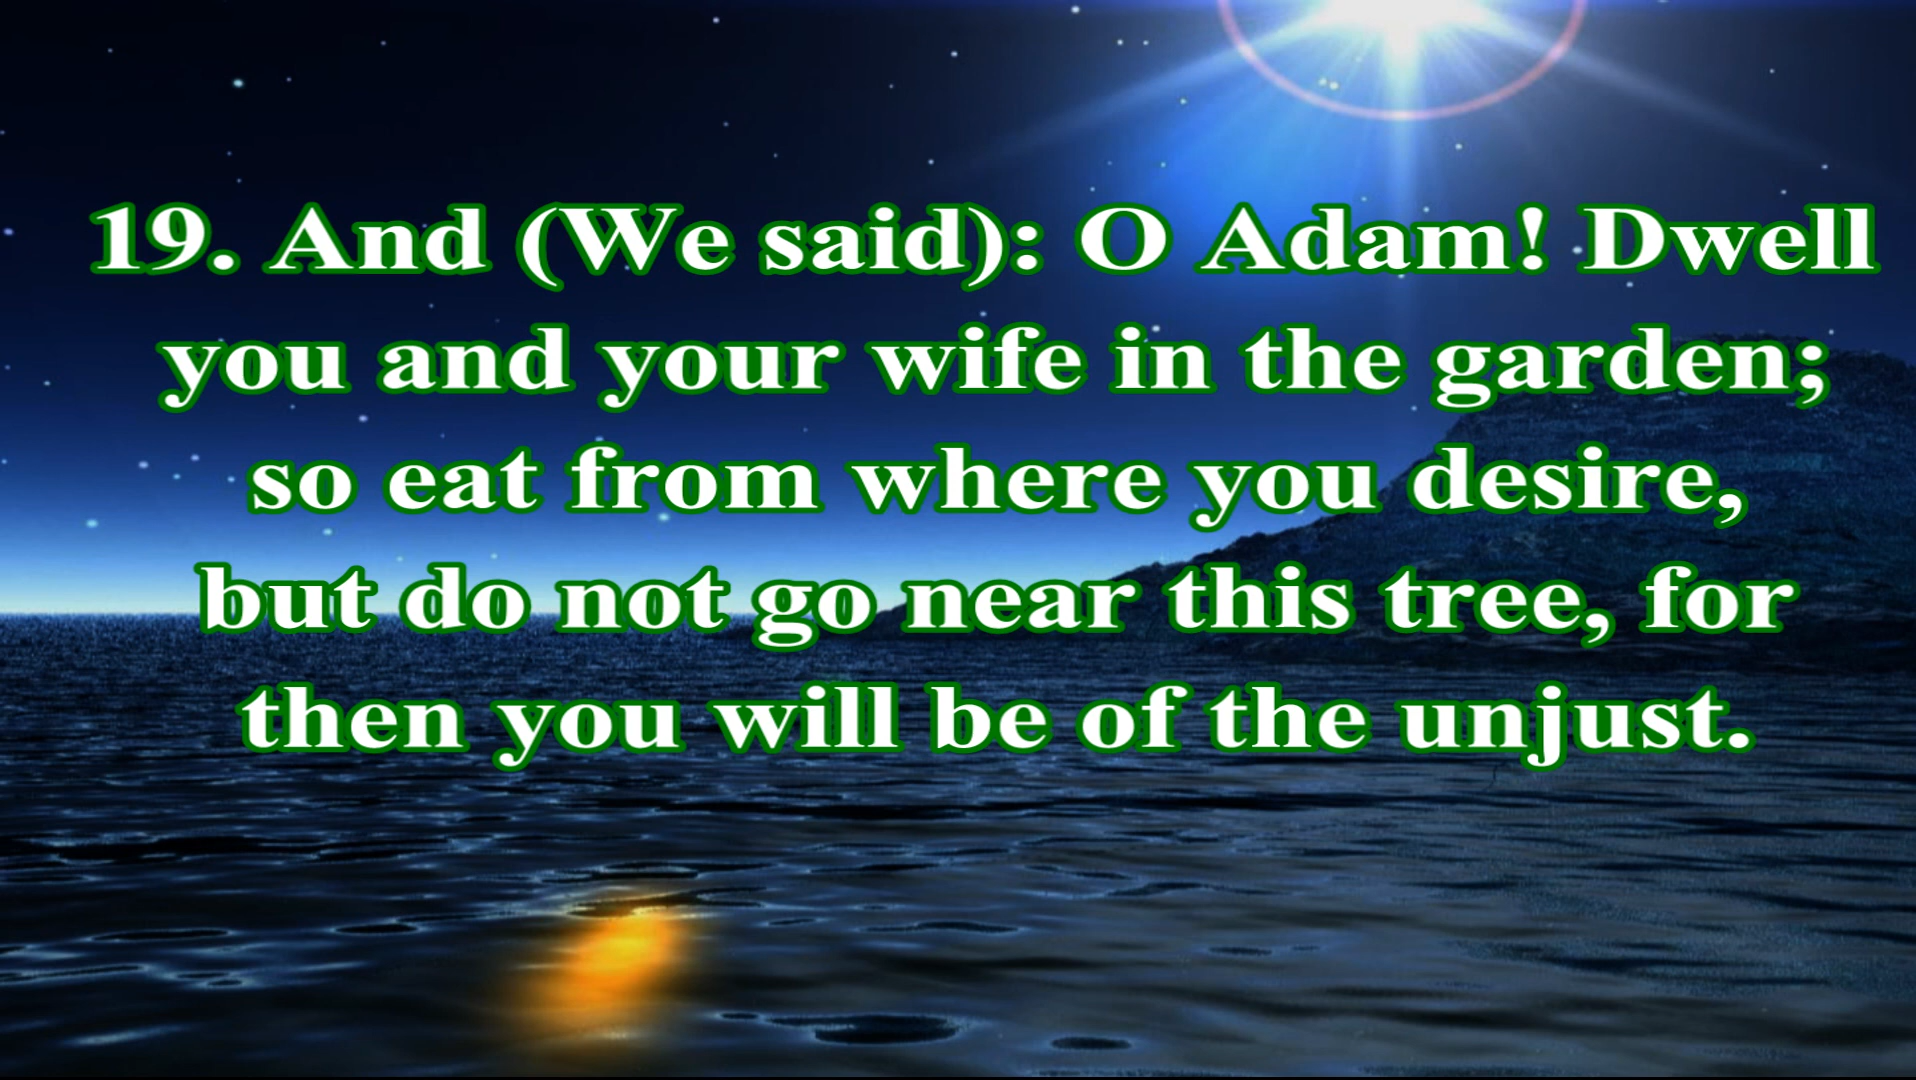 19. And (We said): O Adam! Dwell
you and your wife in the garden;
so eat from where you desire,
but do not go near this tree, for
then you will be of the unjust.